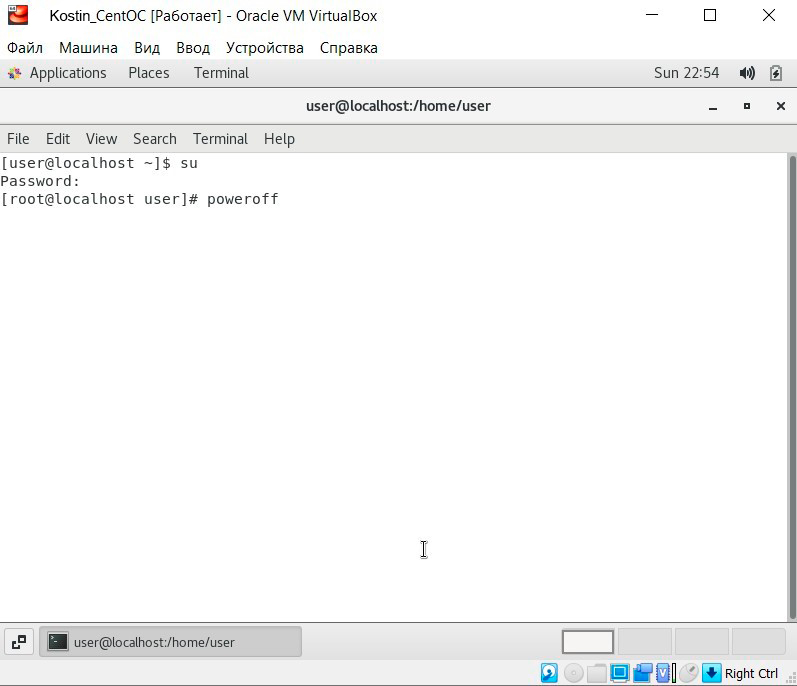 Kostin_CentOC [Работает] - Oracle VM VirtualBox
Файл Машина Вид Ввод Устройства Справка
Applications Places Terminal Sun 22:54
user@localhost:/home/user
File Edit View Search Terminal Help
[user@localhost ~]$ su
Password:
[root@localhost user]# poweroff
user@localhost:/home/user
Right Ctrl